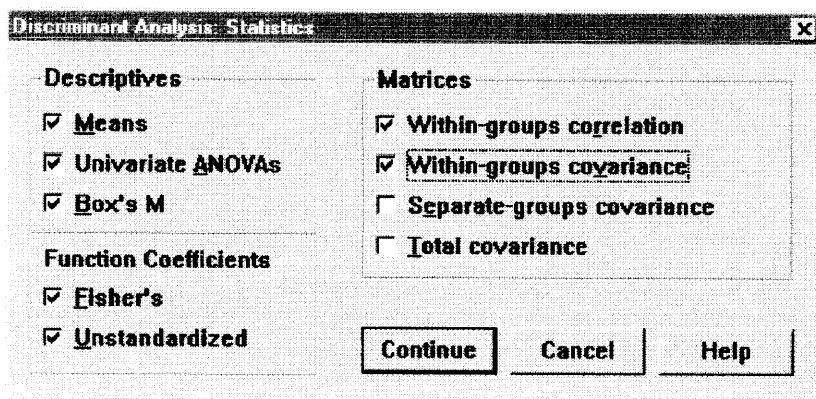 Discriminant Analysis: Statistics
Descriptives
Means
Univariate ANOVAs
Box's M
Function Coefficients
Fisher's
Unstandardized
Matrices
Within-groups correlation
Within-groups covariance
Separate-groups covariance
Total covariance
Continue
Cancel
Help